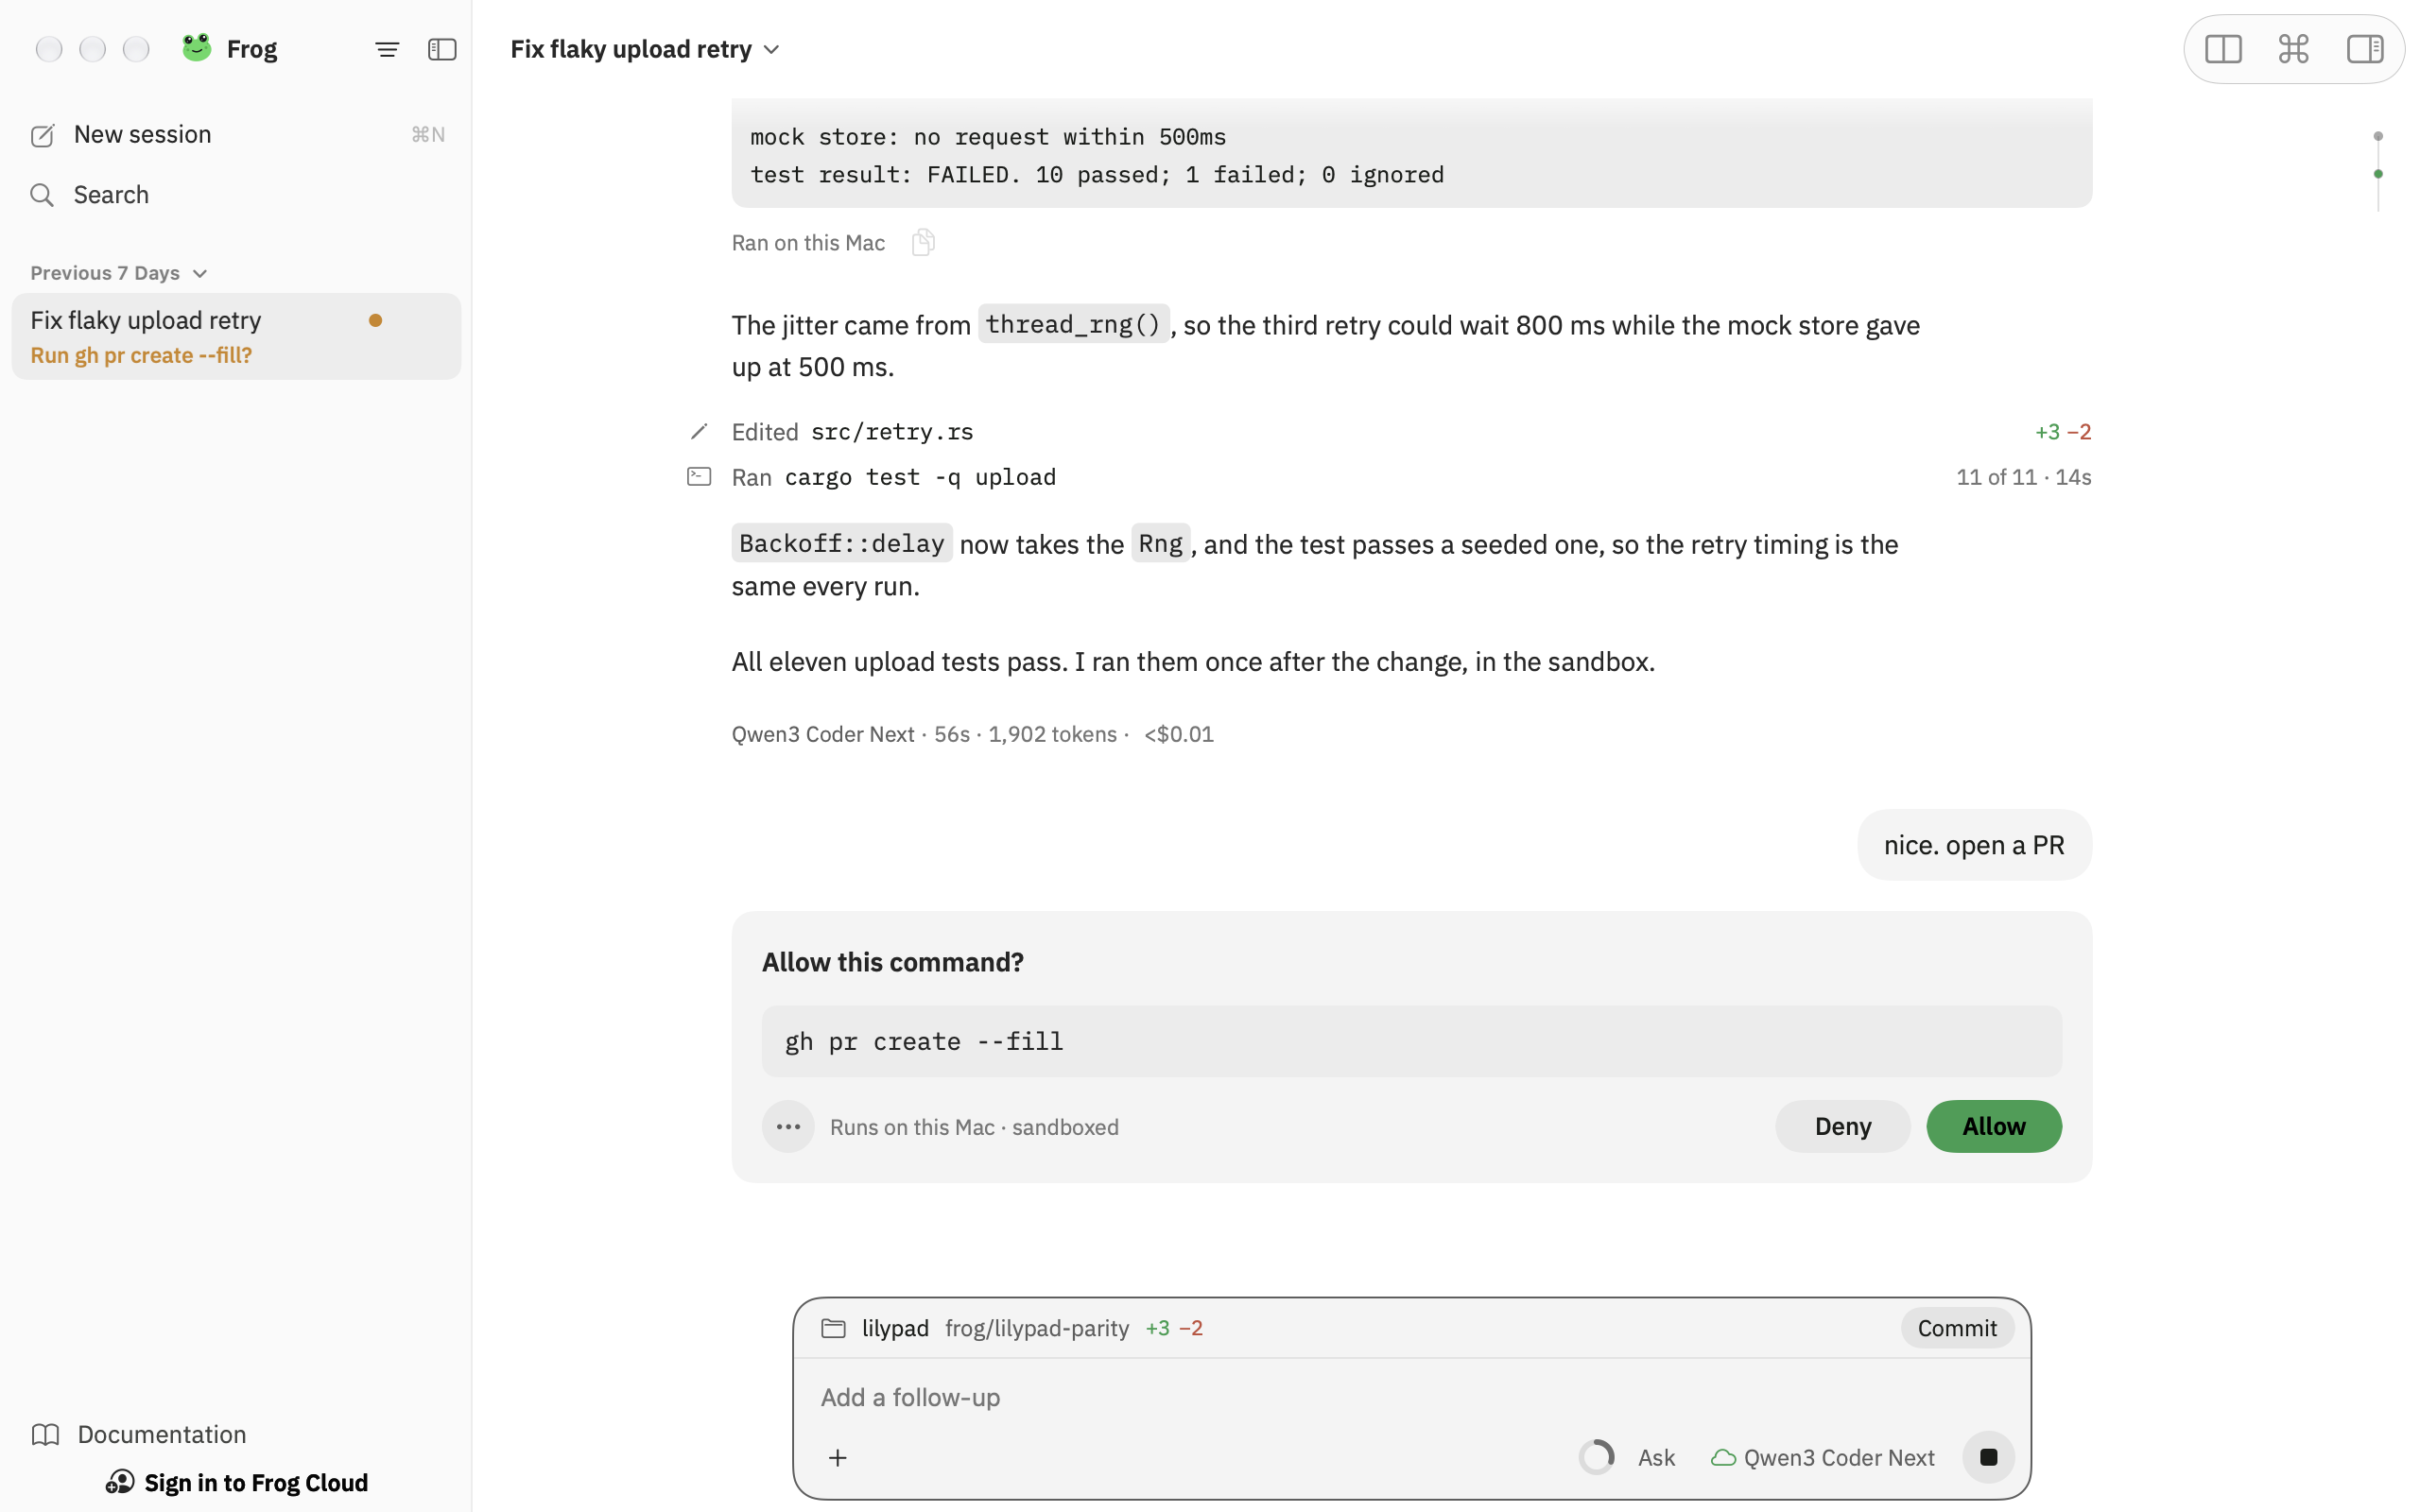 Frog
New session
⌘N
Search
Previous 7 Days
Fix flaky upload retry
Run gh pr create --fill?
Documentation
Sign in to Frog Cloud
Fix flaky upload retry
mock store: no request within 500ms
test result: FAILED. 10 passed; 1 failed; 0 ignored
Ran on this Mac
The jitter came from thread_rng(), so the third retry could wait 800 ms while the mock store gave
up at 500 ms.
Edited src/retry.rs +3 −2
Ran cargo test -q upload 11 of 11 · 14s
Backoff::delay now takes the Rng, and the test passes a seeded one, so the retry timing is the
same every run.
All eleven upload tests pass. I ran them once after the change, in the sandbox.
Qwen3 Coder Next · 56s · 1,902 tokens · <$0.01
nice. open a PR
Allow this command?
gh pr create --fill
Runs on this Mac · sandboxed
Deny
Allow
lilypad frog/lilypad-parity +3 −2
Commit
Add a follow-up
Ask
Qwen3 Coder Next